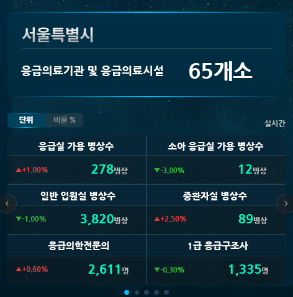 서울특별시
응급의료기관 및 응급의료시설 65개소
단위 비율 %
실시간
응급실 가용 병상수 소아 응급실 가용 병상수
▲+1,00% 278병상 ▼-3,00% 12병상
일반 입원실 병상수 중환자실 병상수
▼-1,00% 3,820병상 ▲+2,50% 89병상
응급의학전문의 1급 응급구조사
▲+0,60% 2,611명 ▼-0,30% 1,335명